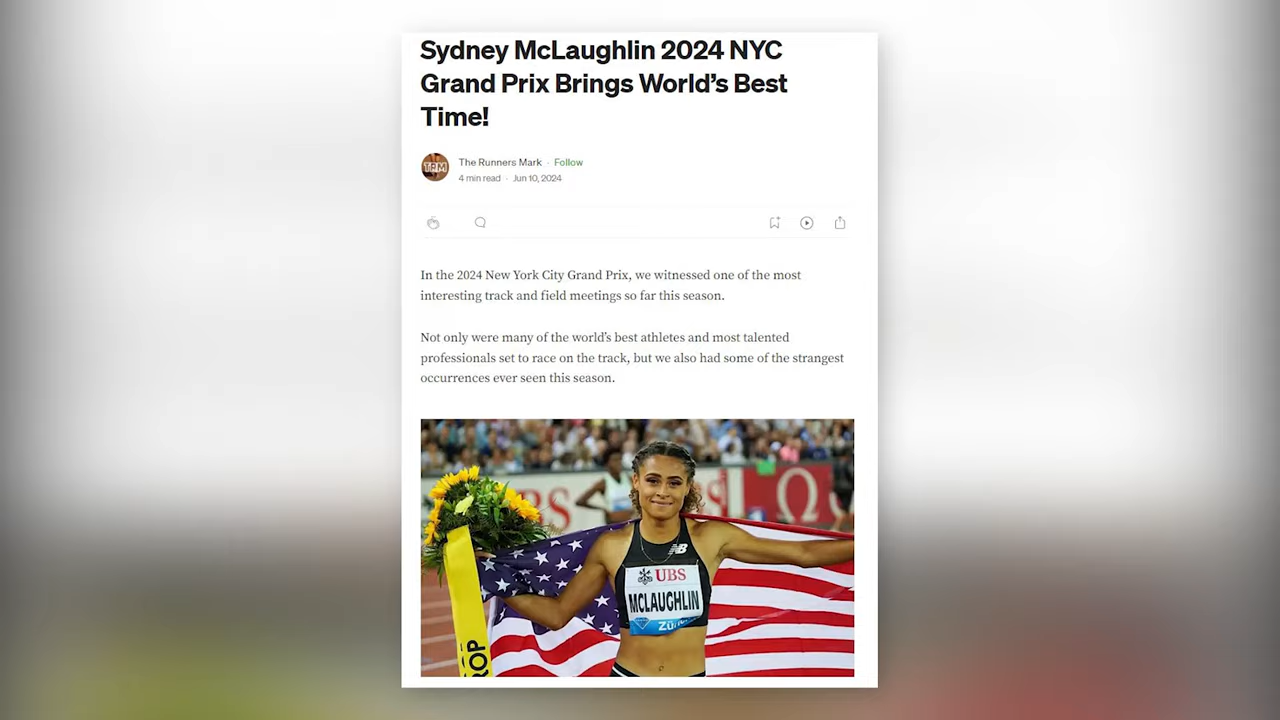 Sydney McLaughlin 2024 NYC
Grand Prix Brings World's Best
Time!
TRM
The Runners Mark · Follow
4 min read · Jun 10, 2024
In the 2024 New York City Grand Prix, we witnessed one of the most
interesting track and field meetings so far this season.
Not only were many of the world's best athletes and most talented
professionals set to race on the track, but we also had some of the strangest
occurrences ever seen this season.
NB
UBS
MCLAUGHLIN